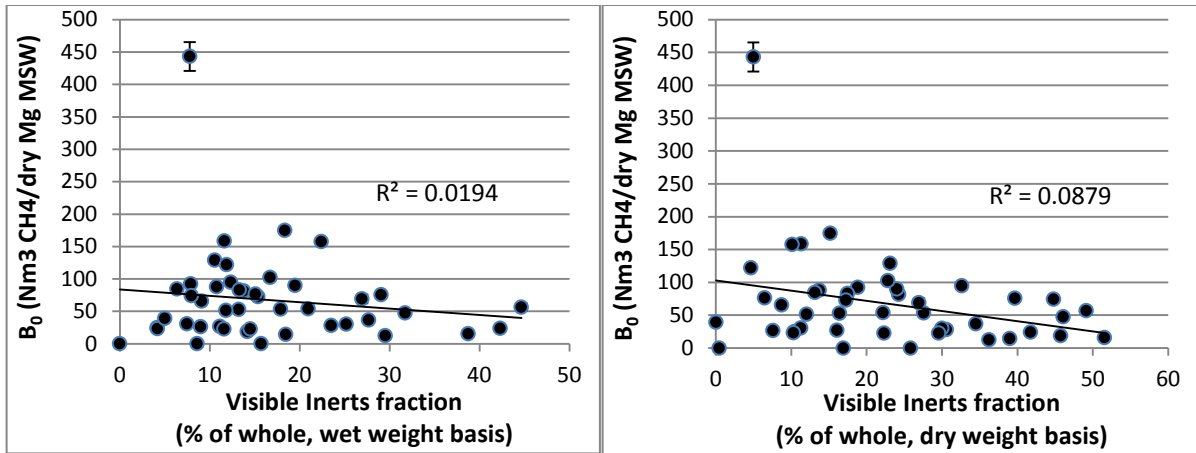 B₀ (Nm3 CH4/dry Mg MSW)
500
450
400
350
300
250
200
150
100
50
0
R² = 0.0194
0 10 20 30 40 50
Visible Inerts fraction
(% of whole, wet weight basis)
B₀ (Nm3 CH4/dry Mg MSW)
500
450
400
350
300
250
200
150
100
50
0
R² = 0.0879
0 10 20 30 40 50 60
Visible Inerts fraction
(% of whole, dry weight basis)